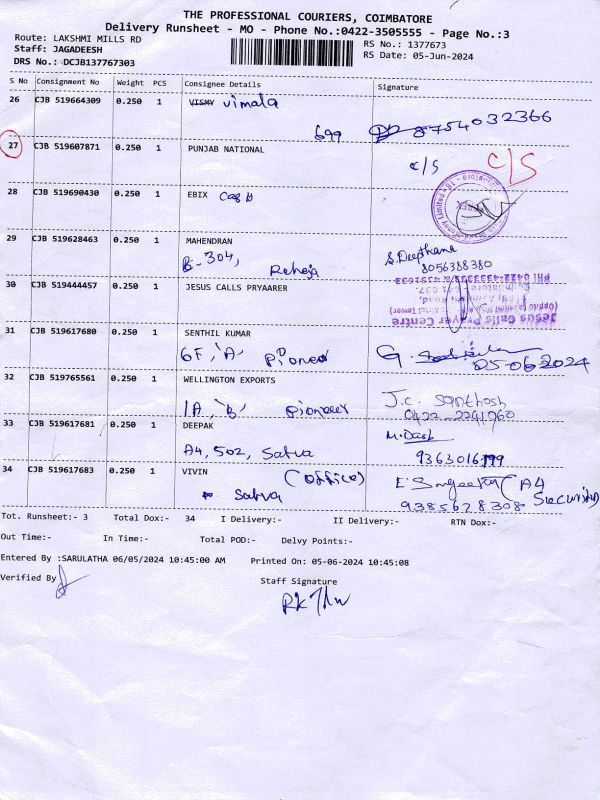 THE PROFESSIONAL COURIERS, COIMBATORE
Delivery Runsheet - MO - Phone No.:0422-3505555 - Page No.:3
Route: LAKSHMI MILLS RD
RS No.: 1377673
Staff: JAGADEESH
RS Date: 05-Jun-2024
DRS No.: DCJB137767303
S No Consignment No Weight PCS Consignee Details Signature
26 CJB 519664309 0.250 1 VISMY Vimala
699 8754032366
27 CJB 519607871 0.250 1 PUNJAB NATIONAL
c/s c/s
28 CJB 519690430 0.250 1 EBIX Cash
29 CJB 519628463 0.250 1 MAHENDRAN S.Deepthana
B-304, Raheja 8056388380
30 CJB 519444457 0.250 1 JESUS CALLS PRYAARER
Jesus Calls Prayer Centre
31 CJB 519617680 0.250 1 SENTHIL KUMAR
6F, 'A' Pioneer G. 05-06-2024
32 CJB 519765561 0.250 1 WELLINGTON EXPORTS J.C. Santhosh
1A, 'B', Pioneer 0422-2241760
33 CJB 519617681 0.250 1 DEEPAK M.Dash
A4, 502, Satva 9363016199
34 CJB 519617683 0.250 1 VIVIN (office) (A4
Satva 9385628308 Security)
Tot. Runsheet:- 3 Total Dox:- 34 I Delivery:- II Delivery:- RTN Dox:-
Out Time:- In Time:- Total POD:- Delvy Points:-
Entered By :SARULATHA 06/05/2024 10:45:00 AM Printed On: 05-06-2024 10:45:08
Verified By
Staff Signature